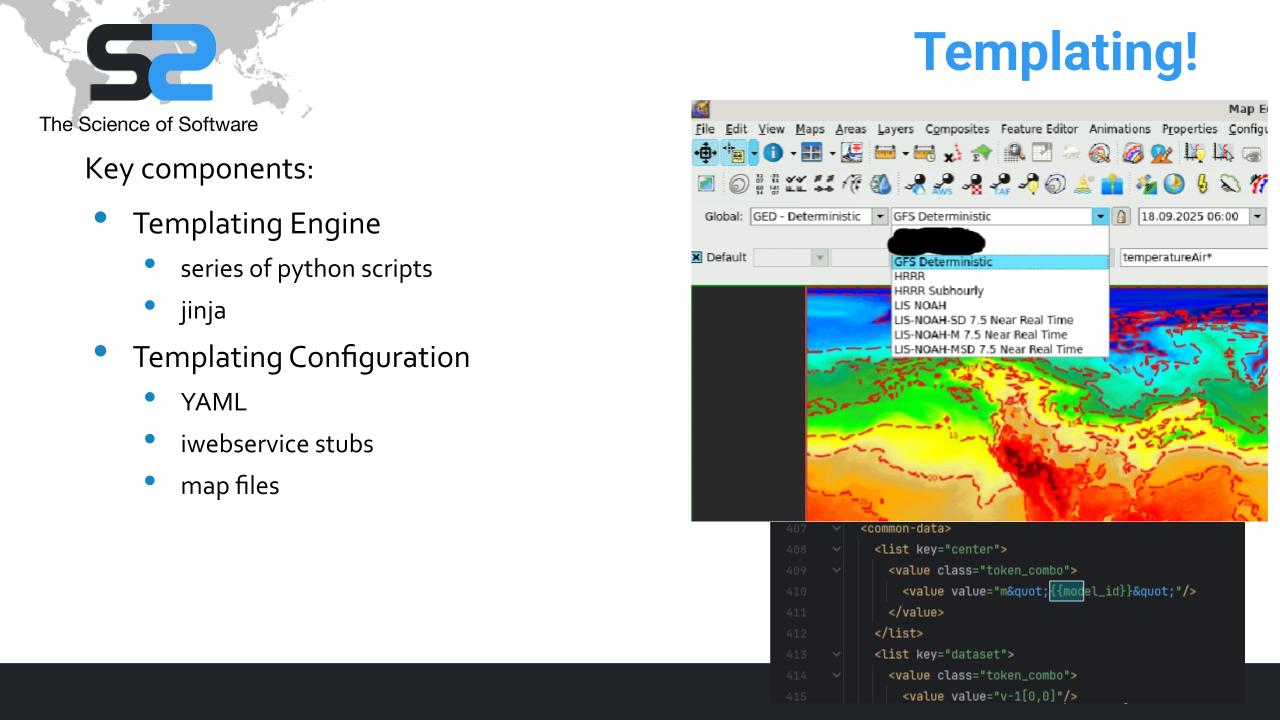 S2
The Science of Software
Templating!
Key components:
Templating Engine
series of python scripts
jinja
Templating Configuration
YAML
iwebservice stubs
map files
Map E
File Edit View Maps Areas Layers Composites Feature Editor Animations Properties Configu
AWS TAF
Global: GED - Deterministic GFS Deterministic 18.09.2025 06:00
Default temperatureAir*
GFS Deterministic
HRRR
HRRR Subhourly
LIS NOAH
LIS-NOAH-SD 7.5 Near Real Time
LIS-NOAH-M 7.5 Near Real Time
LIS-NOAH-MSD 7.5 Near Real Time
407 <common-data>
408 <list key="center">
409 <value class="token_combo">
410 <value value="m&quot;{{model_id}}&quot;"/>
411 </value>
412 </list>
413 <list key="dataset">
414 <value class="token_combo">
415 <value value="v-1[0,0]"/>